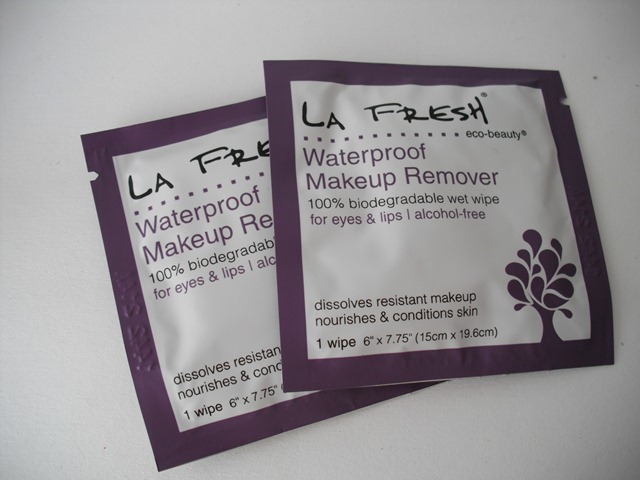 LA FRESH®
eco-beauty®
Waterproof
Makeup Remover
100% biodegradable wet wipe
for eyes & lips | alcohol-free
dissolves resistant makeup
nourishes & conditions skin
1 wipe 6" x 7.75" (15cm x 19.6cm)
LA FRE
Waterproof
Makeup Re
100% biodegradab
for eyes & lips | alc
dissolves resistan
nourishes & cond
1 wipe 6" x 7.75"